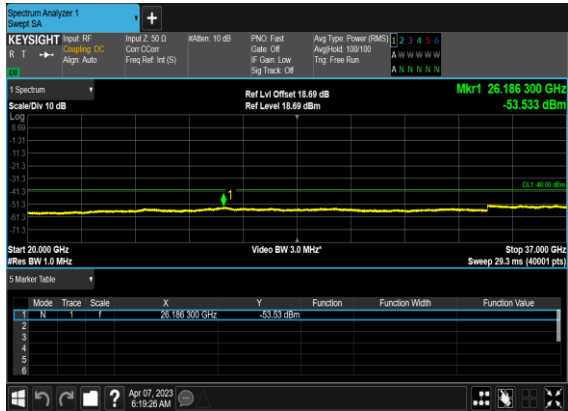 Spectrum Analyzer 1
Swept SA
+
KEYSIGHT Input: RF Input Z: 50 Ω #Atten: 10 dB PNO: Fast Avg Type: Power (RMS) 1 2 3 4 5 6
R T Coupling: DC Corr CCorr Gate: Off Avg|Hold: 100/100 A W W W W W
Align: Auto Freq Ref: Int (S) IF Gain: Low Trig: Free Run
LXI Sig Track: Off A N N N N N
1 Spectrum Ref Lvl Offset 18.69 dB Mkr1 26.186 300 GHz
Scale/Div 10 dB Ref Level 18.69 dBm -53.533 dBm
Log
8.69
-1.31
-11.3
-21.3
-31.3
DL1 -40.00 dBm
-41.3
1
-51.3
-61.3
-71.3
Start 20.000 GHz Video BW 3.0 MHz* Stop 37.000 GHz
#Res BW 1.0 MHz Sweep 29.3 ms (40001 pts)
5 Marker Table
Mode Trace Scale X Y Function Function Width Function Value
1 N 1 f 26.186 300 GHz -53.53 dBm
2
3
4
5
6
? Apr 07, 2023
6:19:26 AM